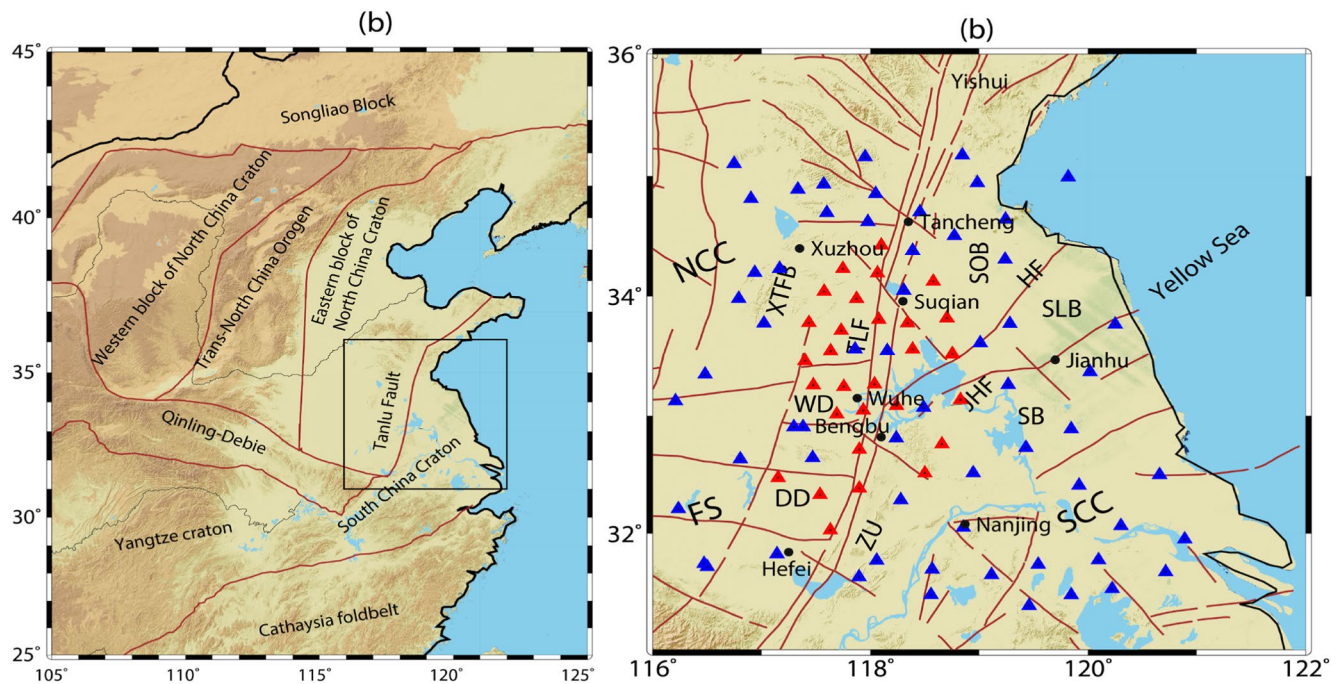 (b)
45°
40°
35°
30°
25°
105°
110°
115°
120°
125°
Songliao Block
Western block of North China Craton
Trans-North China Orogen
Eastern block of
North China Craton
Tanlu Fault
Qinling-Debie
South China Craton
Yangtze craton
Cathaysia foldbelt
(b)
36°
34°
32°
116°
118°
120°
122°
Yishui
Tancheng
Xuzhou
NCC
XTFB
SOB
HF
Yellow Sea
Suqian
SLB
TLF
Jianhu
WD
Wuhe
JHF
SB
Bengbu
FS
DD
ZU
Nanjing
SCC
Hefei